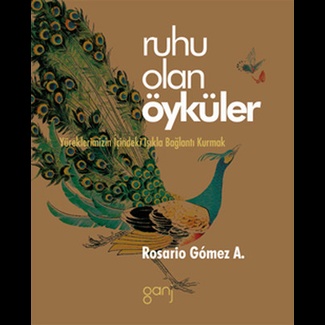 ruhu
olan
öyküler
Yüreklerimizin İçindeki Işıkla Bağlantı Kurmak
Rosario Gómez A.
ganj